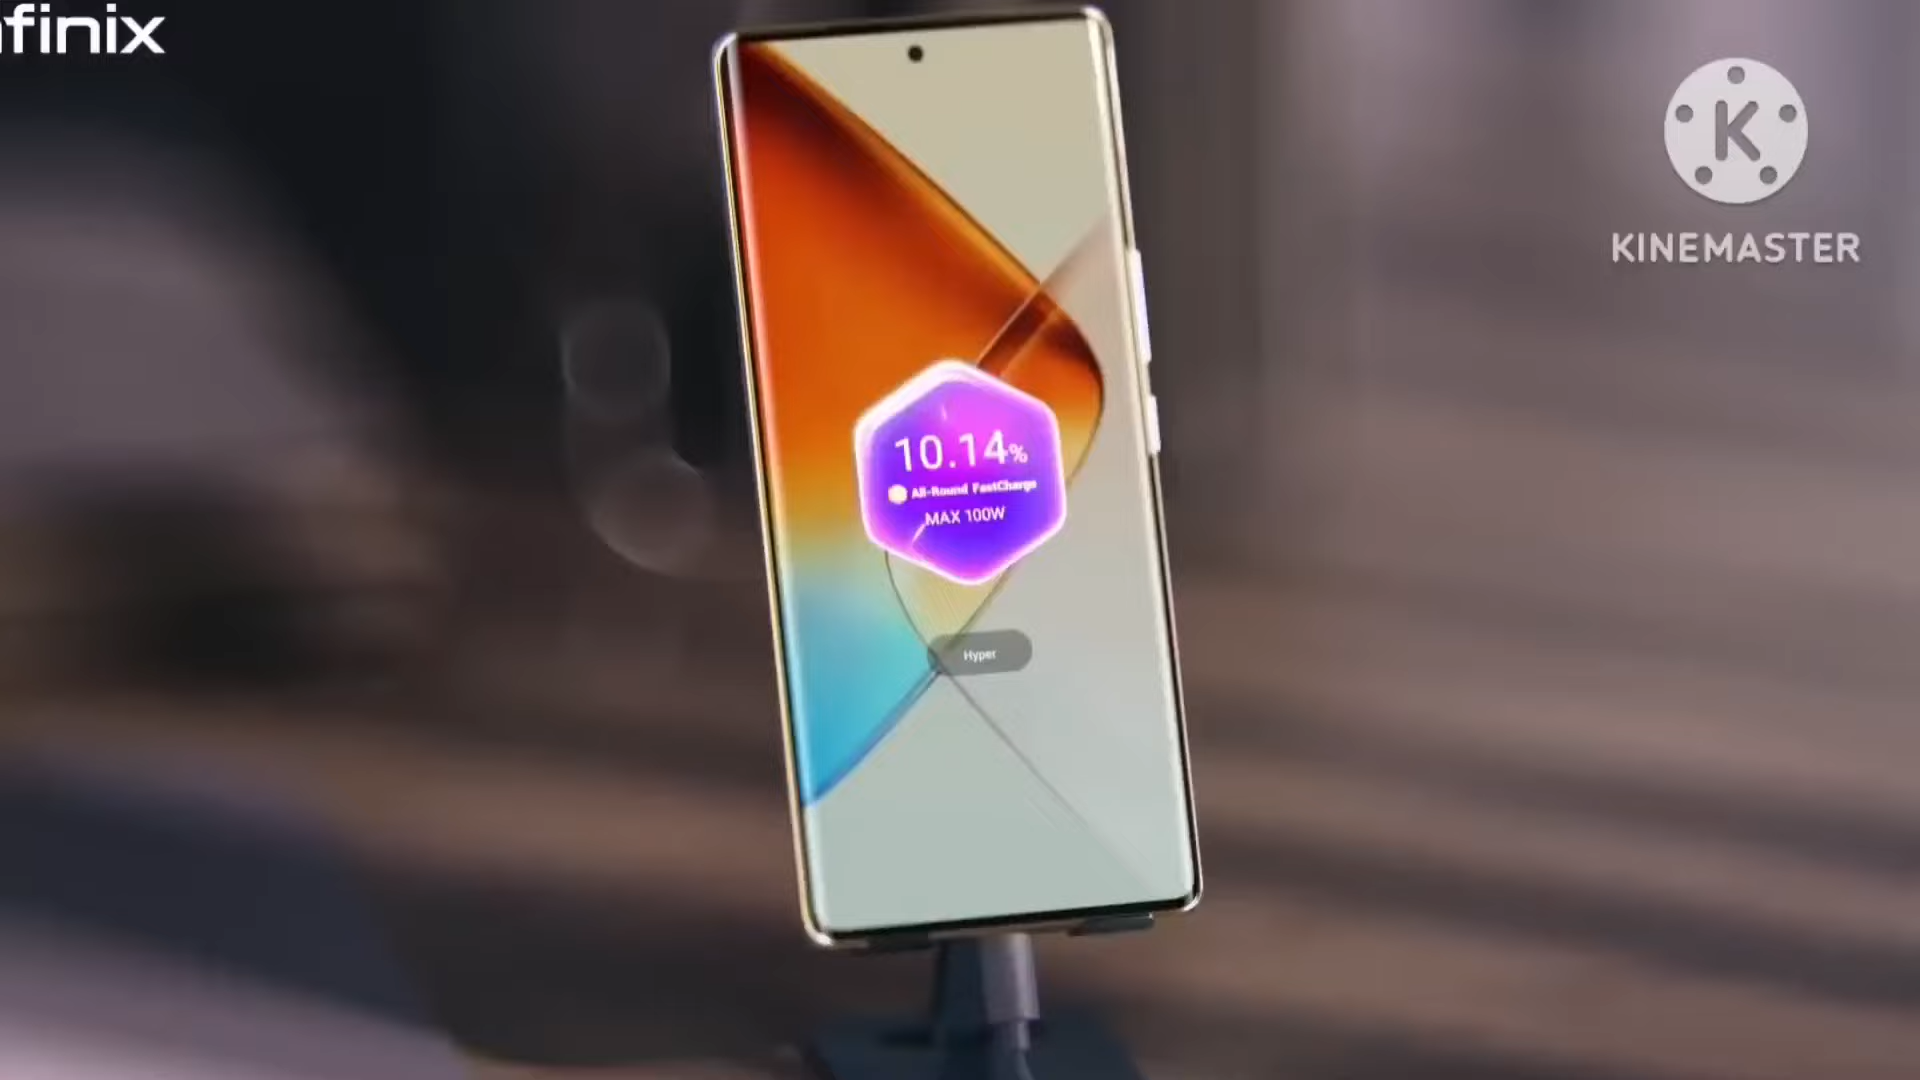 finix
KINEMASTER
10.14%
All-Round FastCharge
MAX 100W
Hyper